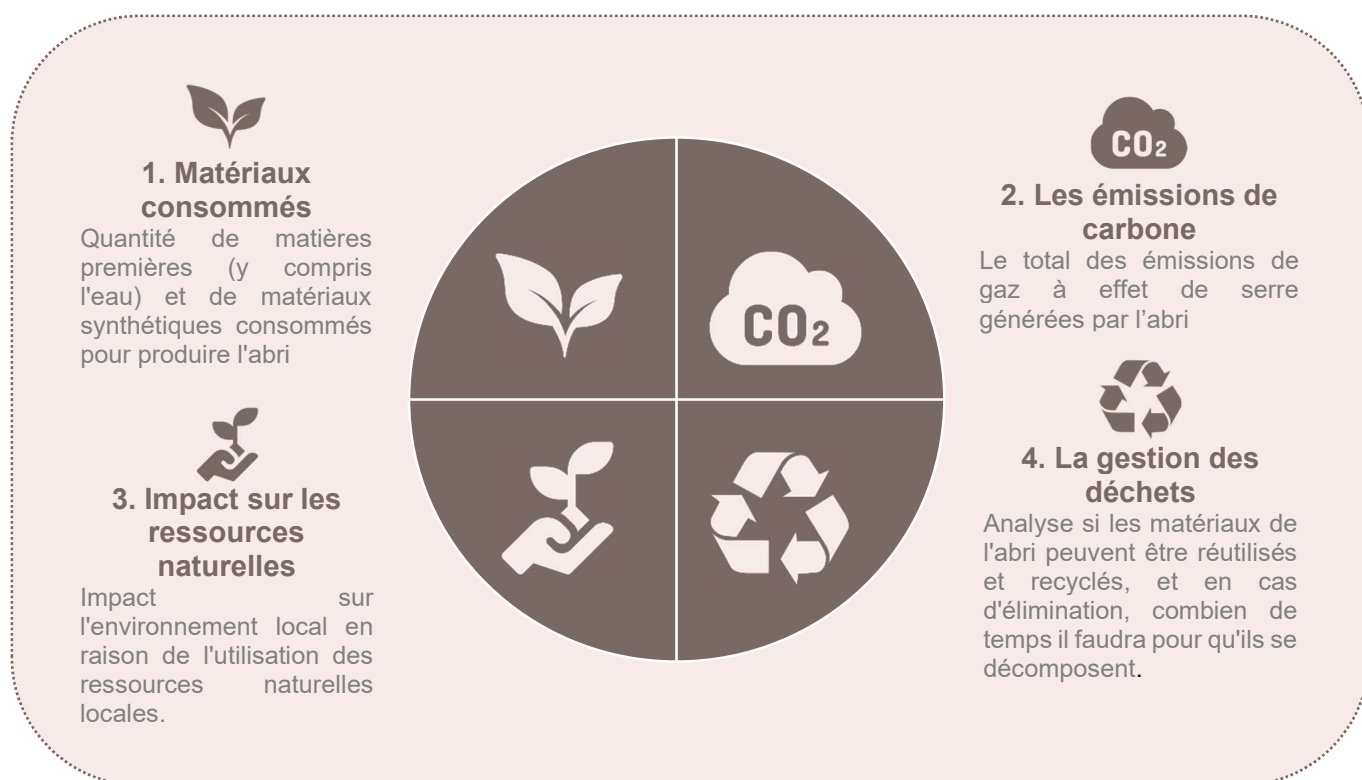 1. Matériaux
consommés
Quantité de matières
premières (y compris
l'eau) et de matériaux
synthétiques consommés
pour produire l'abri
CO2
2. Les émissions de
carbone
Le total des émissions de
gaz à effet de serre
générées par l’abri
CO2
3. Impact sur les
ressources
naturelles
Impact sur
l'environnement local en
raison de l'utilisation des
ressources naturelles
locales.
4. La gestion des
déchets
Analyse si les matériaux de
l'abri peuvent être réutilisés
et recyclés, et en cas
d'élimination, combien de
temps il faudra pour qu'ils se
décomposent.